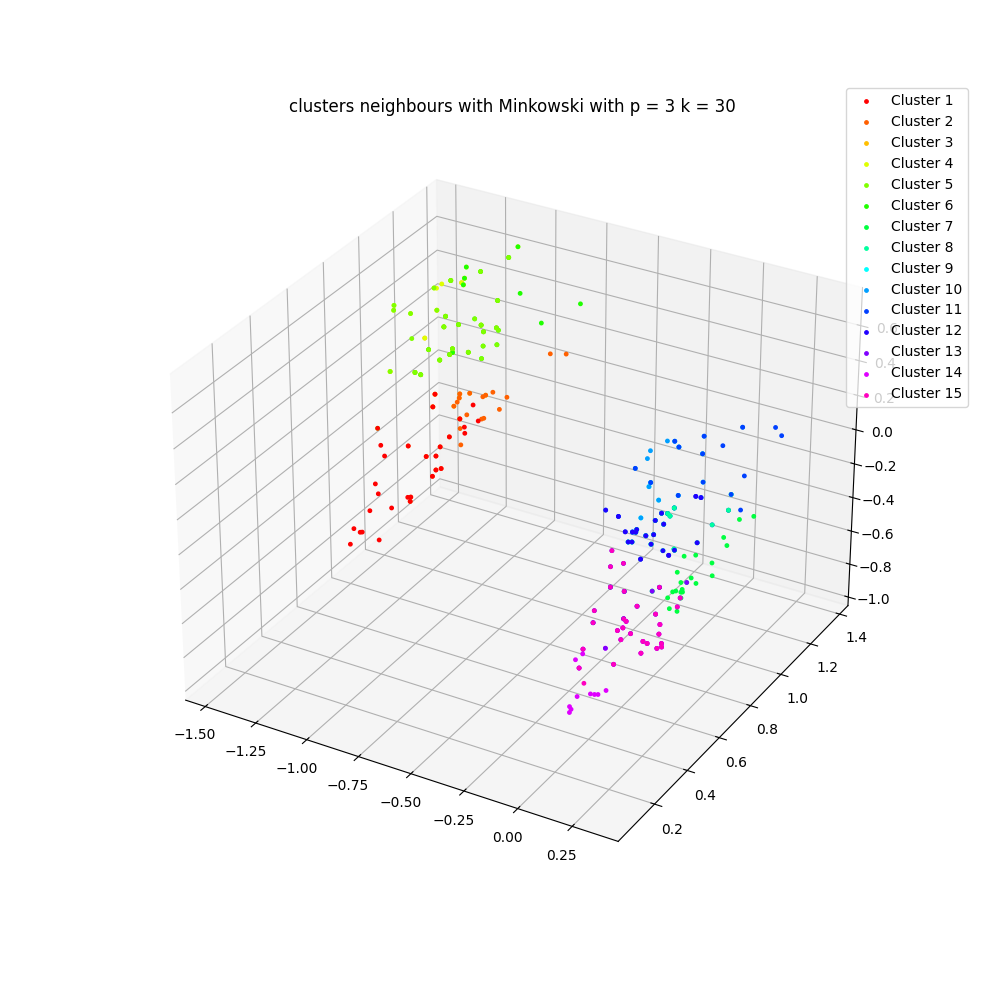 clusters neighbours with Minkowski with p = 3 k = 30
Cluster 1
Cluster 2
Cluster 3
Cluster 4
Cluster 5
Cluster 6
Cluster 7
Cluster 8
Cluster 9
Cluster 10
Cluster 11
Cluster 12
Cluster 13
Cluster 14
Cluster 15
0.4
0.2
0.0
−0.2
−0.4
−0.6
−0.8
−1.0
1.4
1.2
1.0
0.8
0.6
0.4
0.2
−1.50
−1.25
−1.00
−0.75
−0.50
−0.25
0.00
0.25